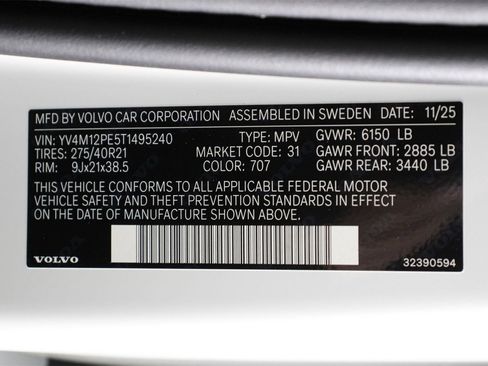 MFD BY VOLVO CAR CORPORATION ASSEMBLED IN SWEDEN DATE: 11/25
VIN: YV4M12PE5T1495240 TYPE: MPV GVWR: 6150 LB
TIRES: 275/40R21 MARKET CODE: 31 GAWR FRONT: 2885 LB
RIM: 9Jx21x38.5 COLOR: 707 GAWR REAR: 3440 LB
THIS VEHICLE CONFORMS TO ALL APPLICABLE FEDERAL MOTOR
VEHICLE SAFETY AND THEFT PREVENTION STANDARDS IN EFFECT
ON THE DATE OF MANUFACTURE SHOWN ABOVE.
VOLVO 32390594